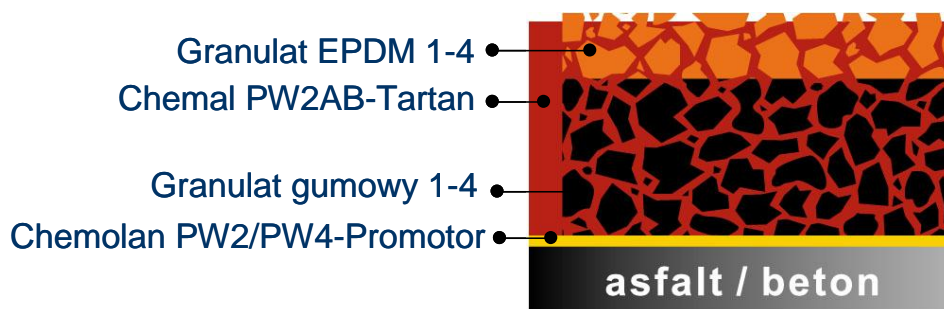 Granulat EPDM 1-4
Chemal PW2AB-Tartan
Granulat gumowy 1-4
Chemolan PW2/PW4-Promotor
asfalt / beton